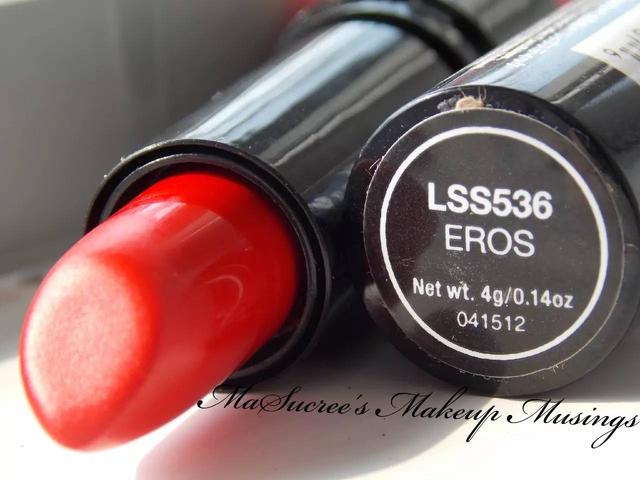 LSS536
EROS
Net wt. 4g/0.14oz
041512
MaSucree's Makeup Musings